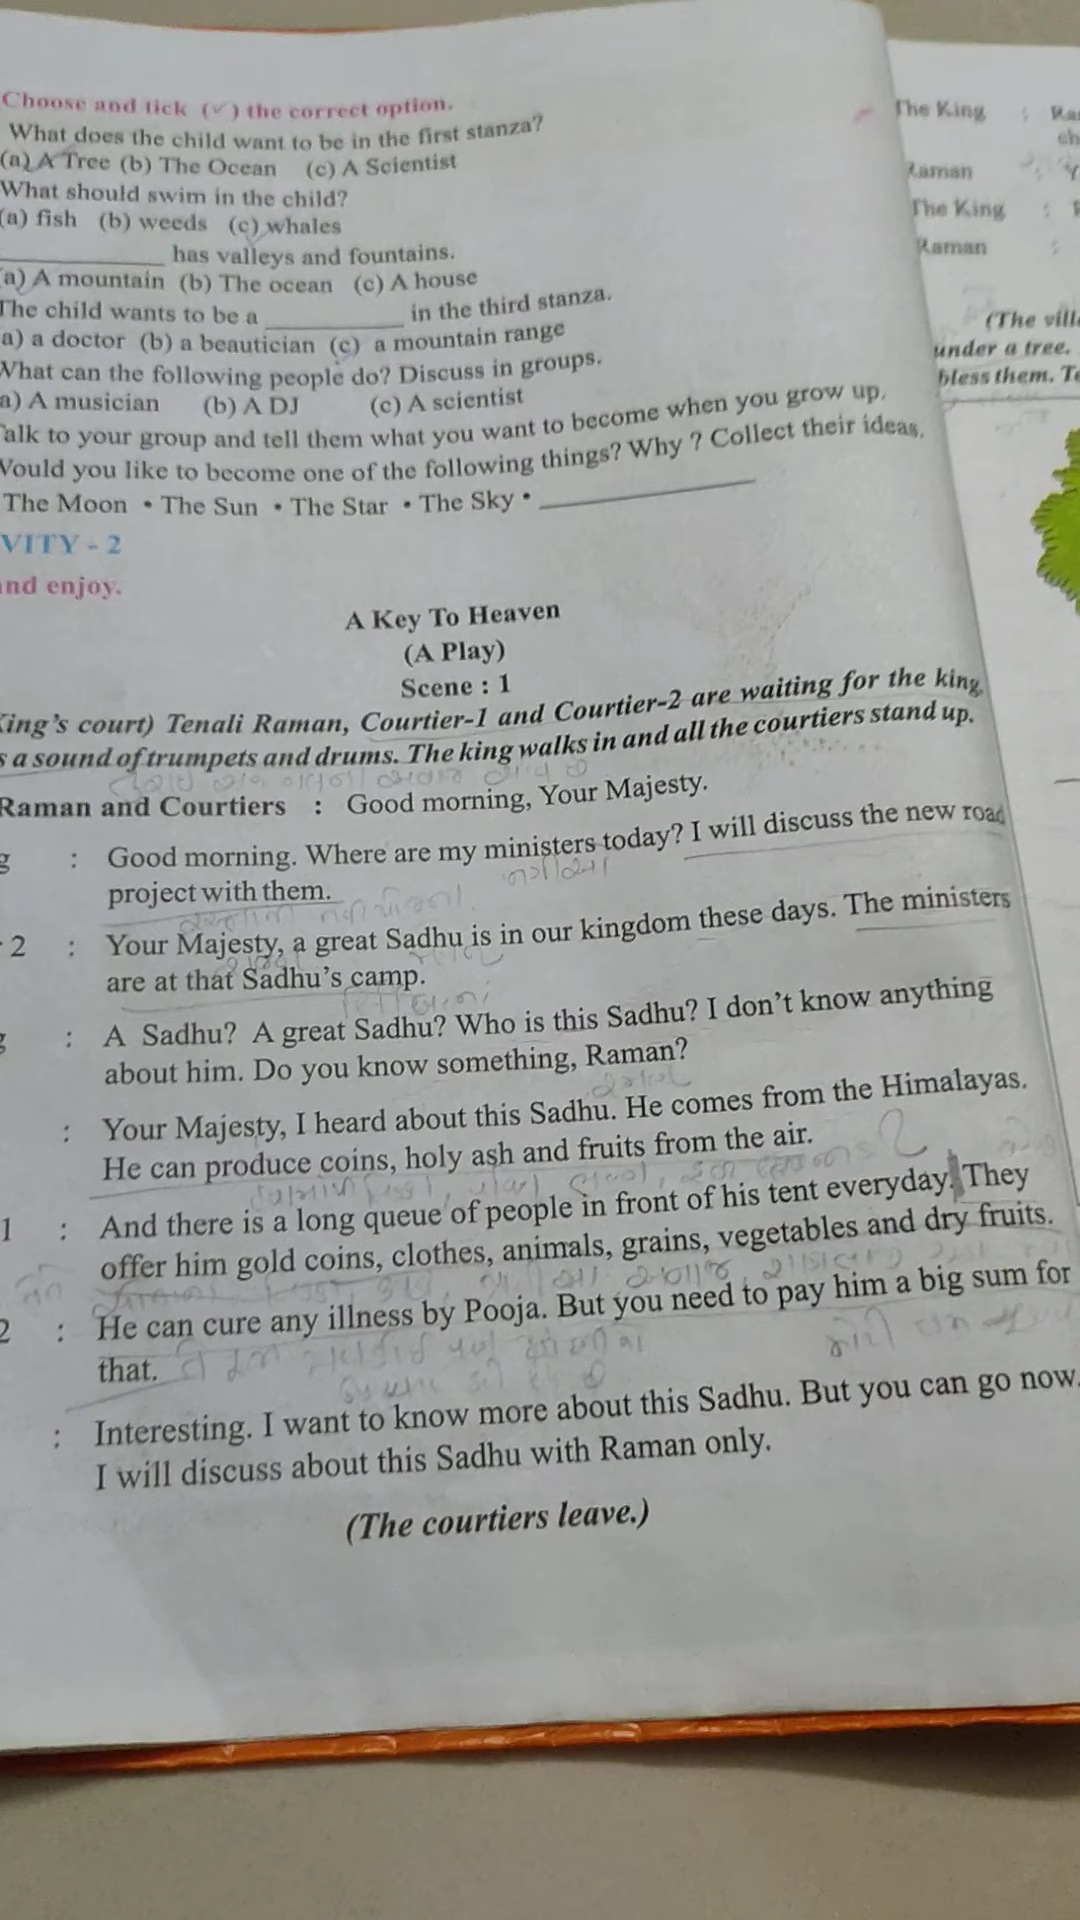 Choose and tick (✓) the correct option.
What does the child want to be in the first stanza?
(a) A Tree (b) The Ocean (c) A Scientist
What should swim in the child?
(a) fish (b) weeds (c) whales
____________ has valleys and fountains.
a) A mountain (b) The ocean (c) A house
The child wants to be a ____________ in the third stanza.
a) a doctor (b) a beautician (c) a mountain range
What can the following people do? Discuss in groups.
a) A musician (b) A DJ (c) A scientist
Talk to your group and tell them what you want to become when you grow up.
Would you like to become one of the following things? Why ? Collect their ideas.
The Moon • The Sun • The Star • The Sky • ____________
VITY - 2
and enjoy.
A Key To Heaven
(A Play)
Scene : 1
King's court) Tenali Raman, Courtier-1 and Courtier-2 are waiting for the king.
s a sound of trumpets and drums. The king walks in and all the courtiers stand up.
Raman and Courtiers : Good morning, Your Majesty.
g : Good morning. Where are my ministers today? I will discuss the new road
project with them.
2 : Your Majesty, a great Sadhu is in our kingdom these days. The ministers
are at that Sadhu's camp.
g : A Sadhu? A great Sadhu? Who is this Sadhu? I don't know anything
about him. Do you know something, Raman?
: Your Majesty, I heard about this Sadhu. He comes from the Himalayas.
He can produce coins, holy ash and fruits from the air.
1 : And there is a long queue of people in front of his tent everyday. They
offer him gold coins, clothes, animals, grains, vegetables and dry fruits.
2 : He can cure any illness by Pooja. But you need to pay him a big sum for
that.
: Interesting. I want to know more about this Sadhu. But you can go now.
I will discuss about this Sadhu with Raman only.
(The courtiers leave.)
The King :
Raman :
The King :
Raman :
(The villa
under a tree.
bless them. Te